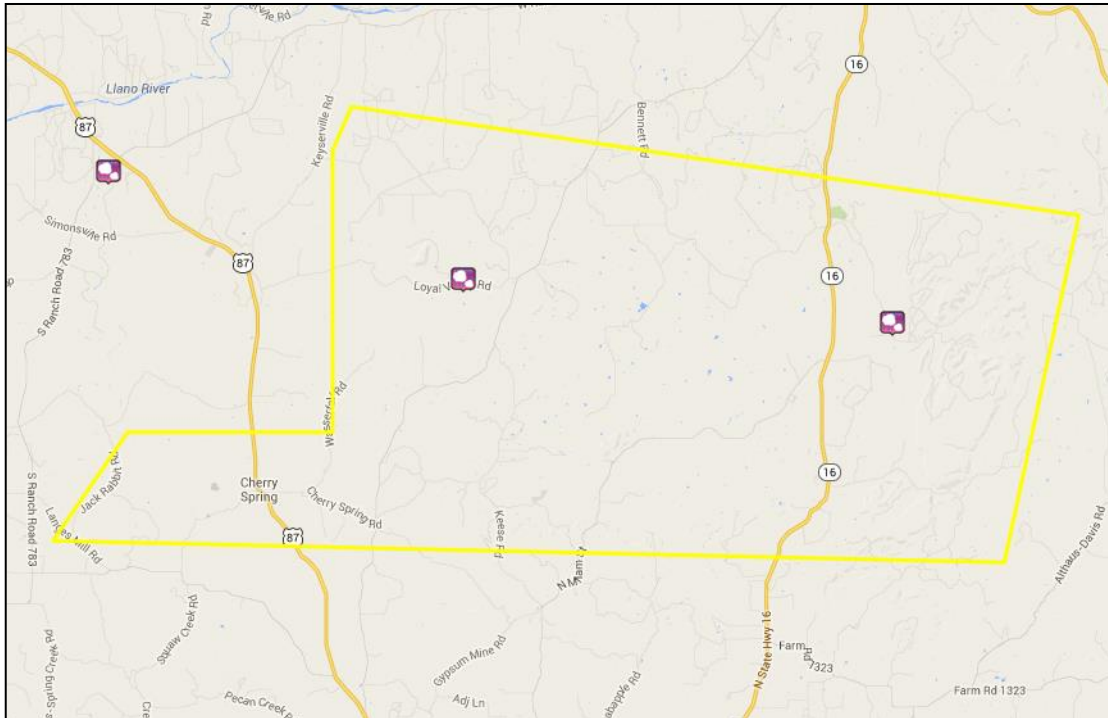 Llano River
87
Simonsville Rd
87
S Ranch Road 783
Keyserville Rd
Bennett Rd
16
16
16
Loyal Valley Rd
Jack Rabbit Rd
S Ranch Road 783
Cherry
Spring
Cherry Spring Rd
87
Keese Rd
Althaus-Davis Rd
Squaw Creek Rd
Gypsum Mine Rd
N State Hwy 16
Farm
Rd
1323
Farm Rd 1323
Pecan Creek R
Adj Ln
abapple Rd